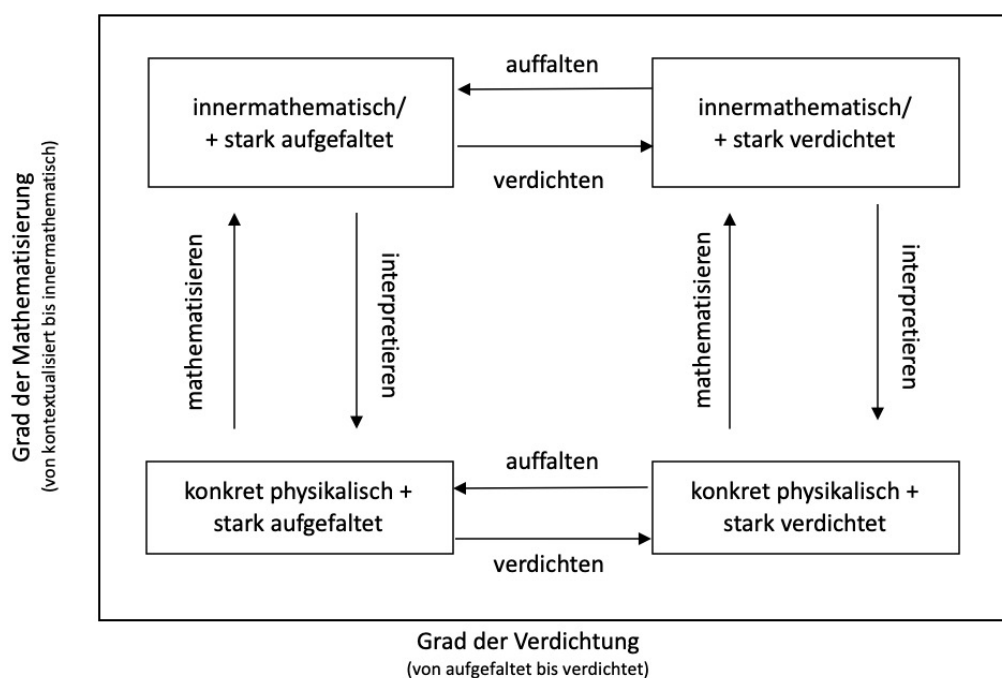 auffalten
innermathematisch/
+ stark aufgefaltet
innermathematisch/
+ stark verdichtet
verdichten
Grad der Mathematisierung
(von kontextualisiert bis innermathematisch)
mathematisieren
interpretieren
mathematisieren
interpretieren
auffalten
konkret physikalisch +
stark aufgefaltet
konkret physikalisch +
stark verdichtet
verdichten
Grad der Verdichtung
(von aufgefaltet bis verdichtet)